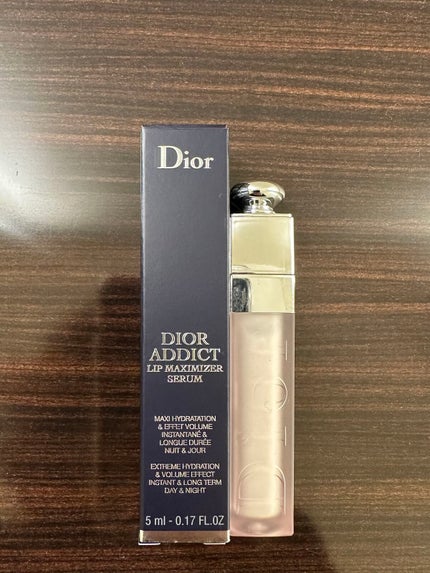 Dior
DIOR
ADDICT
LIP MAXIMIZER
SERUM
MAXI HYDRATATION
& EFFET VOLUME
INSTANTANÉ &
LONGUE DURÉE
NUIT & JOUR
EXTREME HYDRATION
& VOLUME EFFECT
INSTANT & LONG TERM
DAY & NIGHT
5 ml - 0.17 FL.OZ
Dior